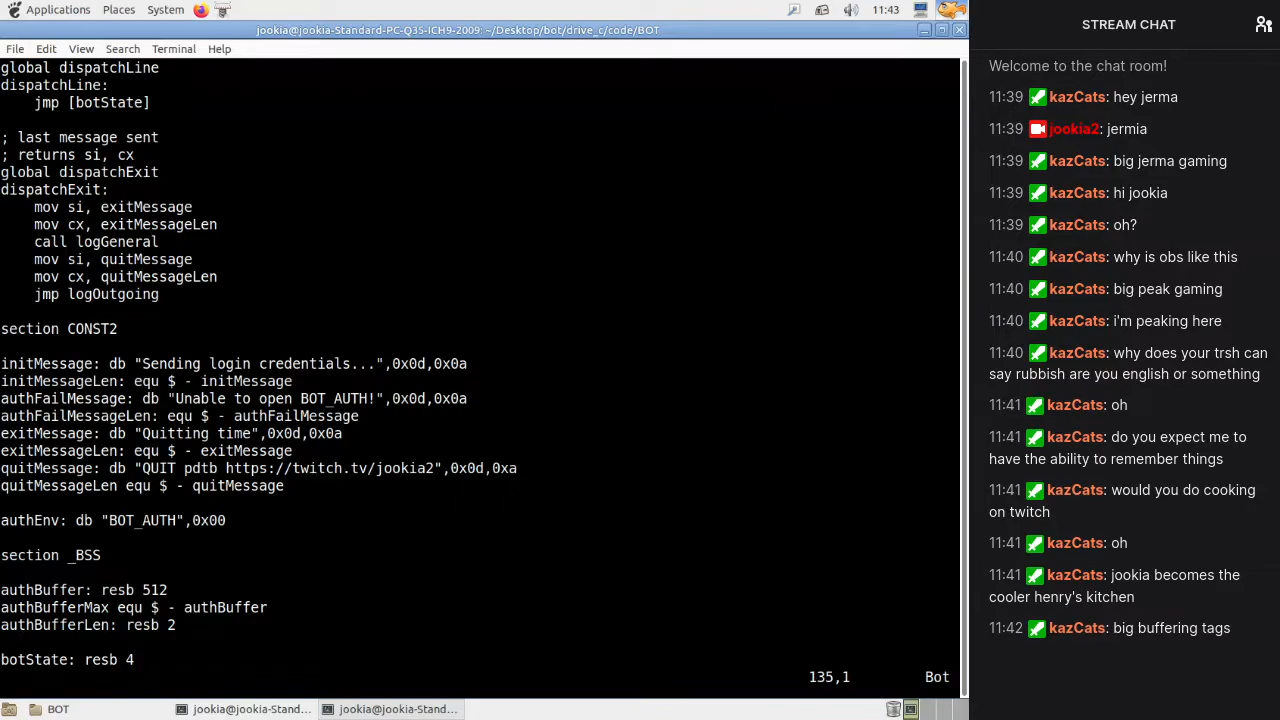 Applications Places System 11:43
jookia@jookia-Standard-PC-Q35-ICH9-2009: ~/Desktop/bot/drive_c/code/BOT
File Edit View Search Terminal Help
global dispatchLine
dispatchLine:
    jmp [botState]
; last message sent
; returns si, cx
global dispatchExit
dispatchExit:
    mov si, exitMessage
    mov cx, exitMessageLen
    call logGeneral
    mov si, quitMessage
    mov cx, quitMessageLen
    jmp logOutgoing
section CONST2
initMessage: db "Sending login credentials...",0x0d,0x0a
initMessageLen: equ $ - initMessage
authFailMessage: db "Unable to open BOT_AUTH!",0x0d,0x0a
authFailMessageLen: equ $ - authFailMessage
exitMessage: db "Quitting time",0x0d,0x0a
exitMessageLen: equ $ - exitMessage
quitMessage: db "QUIT pdtb https://twitch.tv/jookia2",0x0d,0xa
quitMessageLen equ $ - quitMessage
authEnv: db "BOT_AUTH",0x00
section _BSS
authBuffer: resb 512
authBufferMax equ $ - authBuffer
authBufferLen: resb 2
botState: resb 4
135,1 Bot
BOT jookia@jookia-Stand... jookia@jookia-Stand...
STREAM CHAT
Welcome to the chat room!
11:39 kazCats: hey jerma
11:39 jookia2: jermia
11:39 kazCats: big jerma gaming
11:39 kazCats: hi jookia
11:39 kazCats: oh?
11:40 kazCats: why is obs like this
11:40 kazCats: big peak gaming
11:40 kazCats: i'm peaking here
11:40 kazCats: why does your trsh can
say rubbish are you english or something
11:41 kazCats: oh
11:41 kazCats: do you expect me to
have the ability to remember things
11:41 kazCats: would you do cooking
on twitch
11:41 kazCats: oh
11:41 kazCats: jookia becomes the
cooler henry's kitchen
11:42 kazCats: big buffering tags